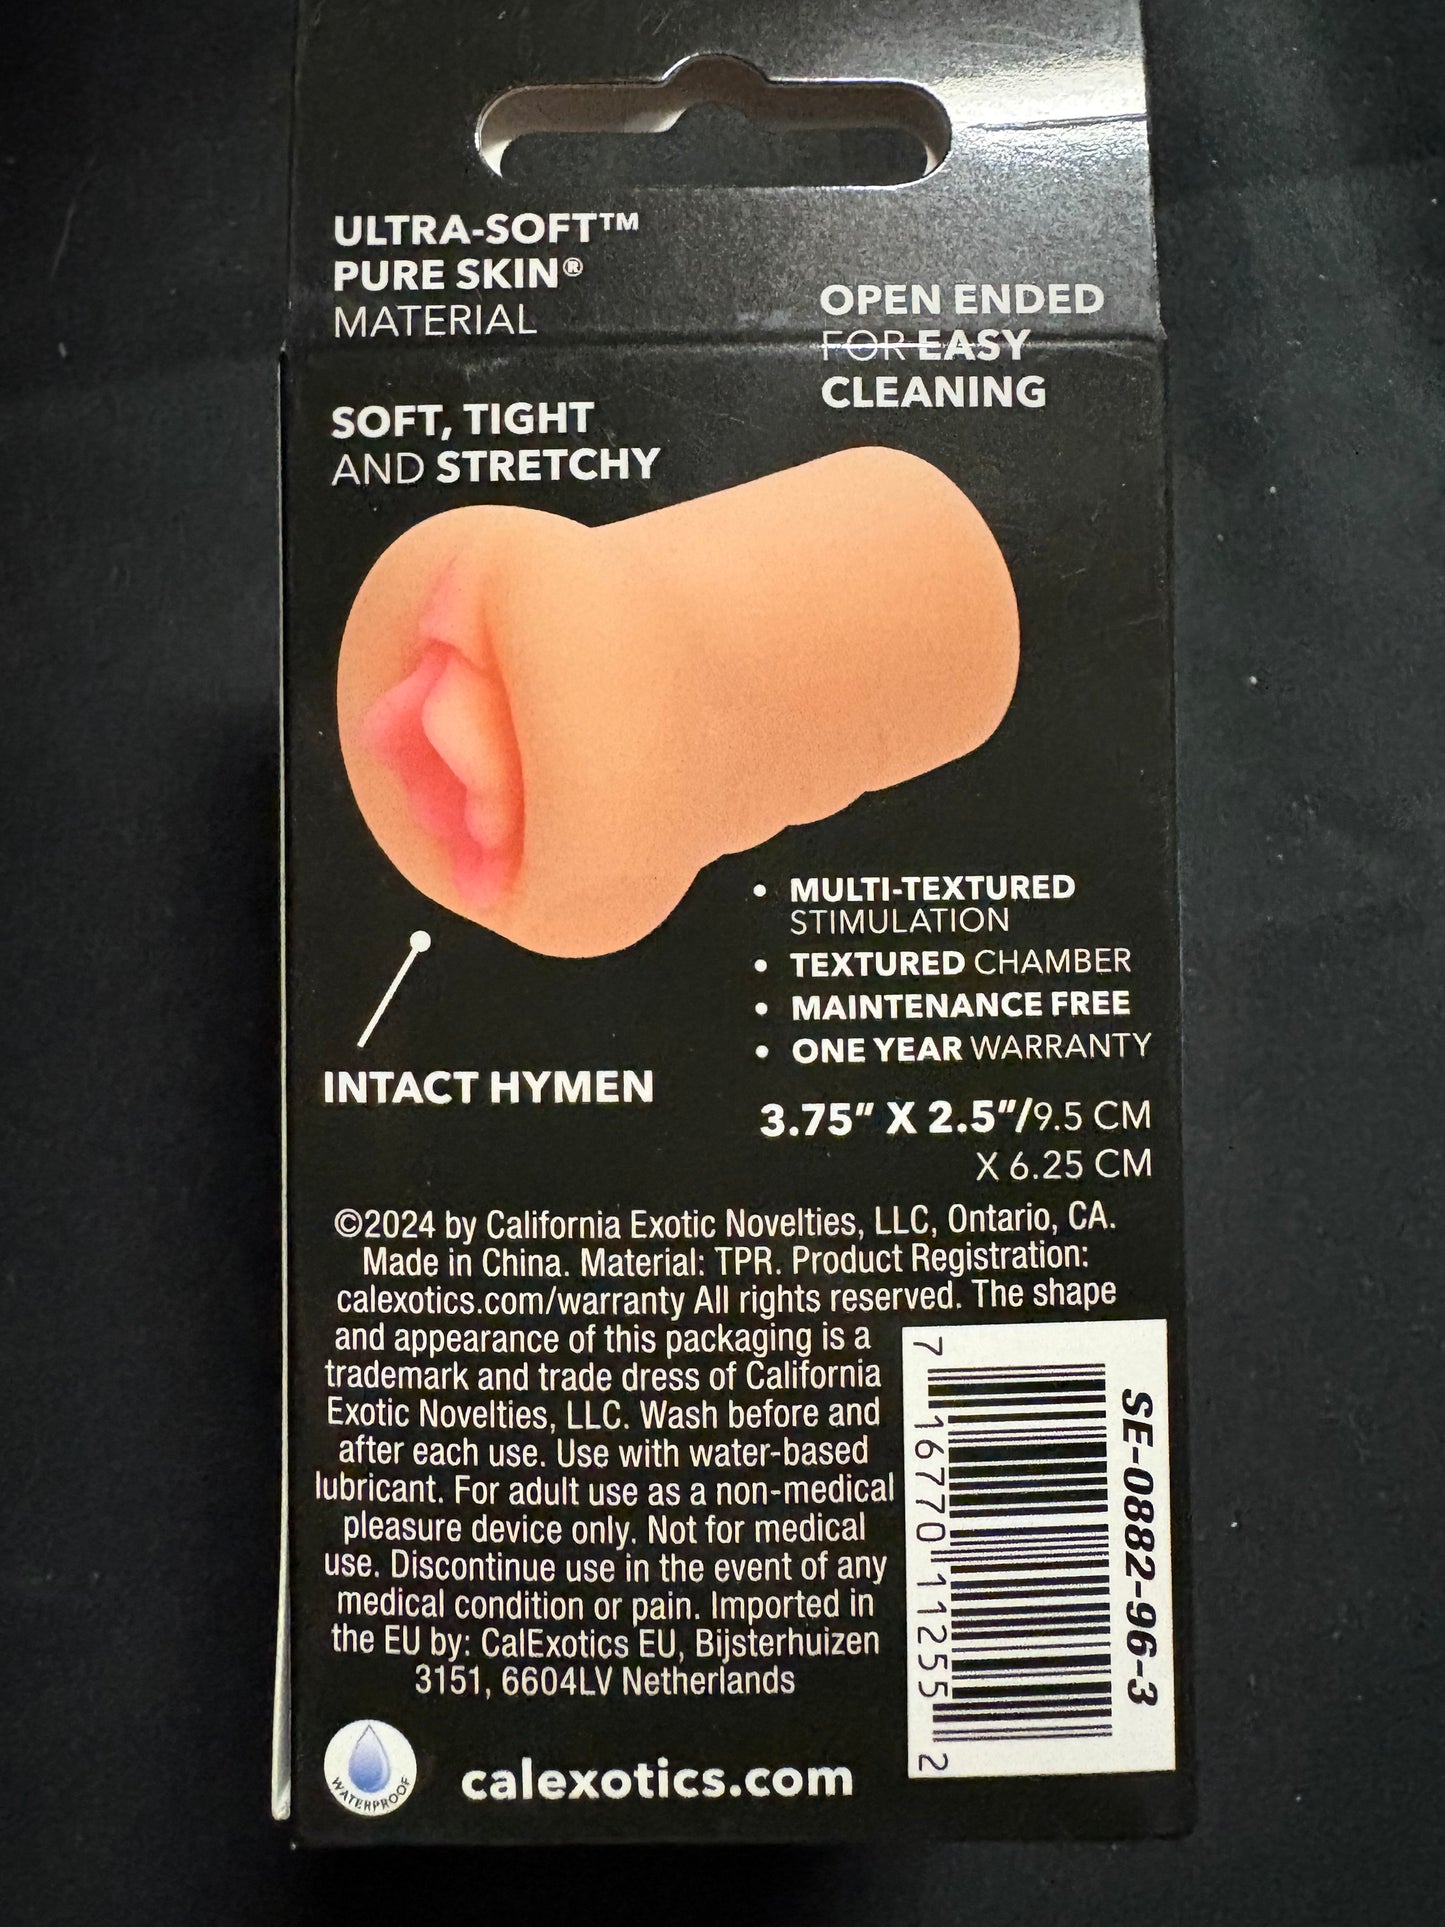 ULTRA-SOFT™
PURE SKIN®
MATERIAL
OPEN ENDED
FOR EASY
CLEANING
SOFT, TIGHT
AND STRETCHY
• MULTI-TEXTURED
STIMULATION
• TEXTURED CHAMBER
• MAINTENANCE FREE
• ONE YEAR WARRANTY
INTACT HYMEN
3.75" X 2.5"/9.5 CM
X 6.25 CM
©2024 by California Exotic Novelties, LLC, Ontario, CA.
Made in China. Material: TPR. Product Registration:
calexotics.com/warranty All rights reserved. The shape
and appearance of this packaging is a
trademark and trade dress of California
Exotic Novelties, LLC. Wash before and
after each use. Use with water-based
lubricant. For adult use as a non-medical
pleasure device only. Not for medical
use. Discontinue use in the event of any
medical condition or pain. Imported in
the EU by: CalExotics EU, Bijsterhuizen
3151, 6604LV Netherlands
SE-0882-96-3
7 16770 11255 2
WATERPROOF
calexotics.com